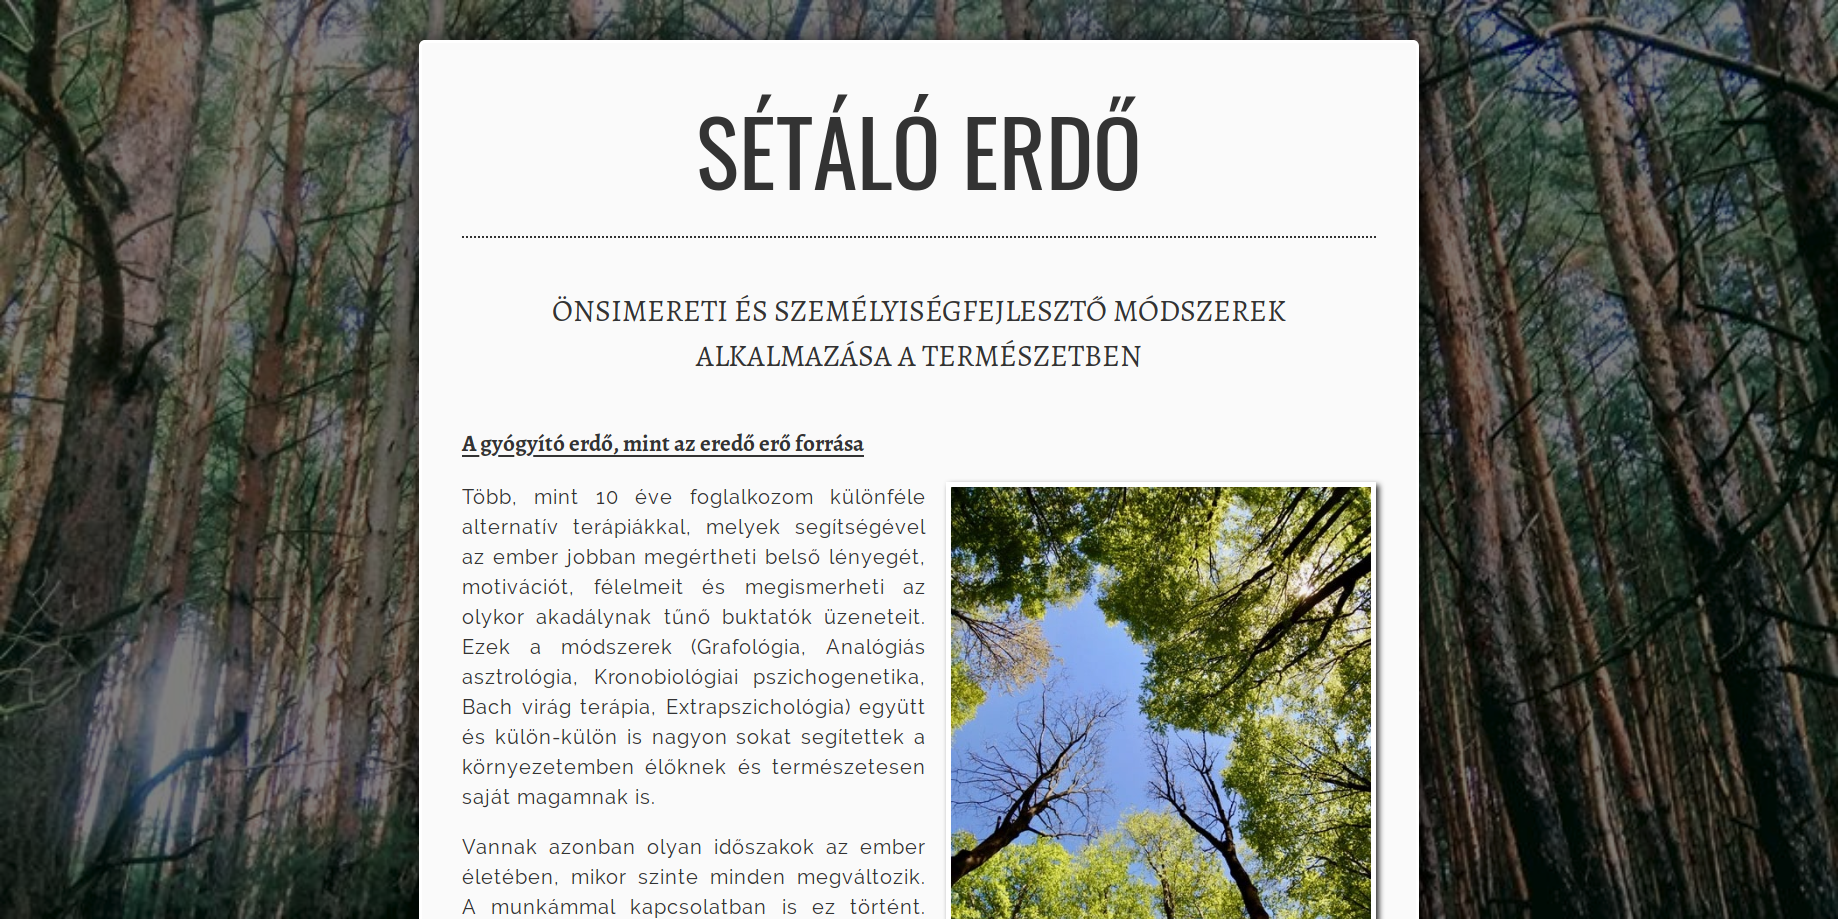 SÉTÁLÓ ERDŐ
ÖNSIMERETI ÉS SZEMÉLYISÉGFEJLESZTŐ MÓDSZEREK
ALKALMAZÁSA A TERMÉSZETBEN
A gyógyító erdő, mint az eredő erő forrása
Több, mint 10 éve foglalkozom különféle
alternatív terápiákkal, melyek segítségével
az ember jobban megértheti belső lényegét,
motivációt, félelmeit és megismerheti az
olykor akadálynak tűnő buktatók üzeneteit.
Ezek a módszerek (Grafológia, Analógiás
asztrológia, Kronobiológiai pszichogenetika,
Bach virág terápia, Extrapszichológia) együtt
és külön-külön is nagyon sokat segítettek a
környezetemben élőknek és természetesen
saját magamnak is.
Vannak azonban olyan időszakok az ember
életében, mikor szinte minden megváltozik.
A munkámmal kapcsolatban is ez történt.